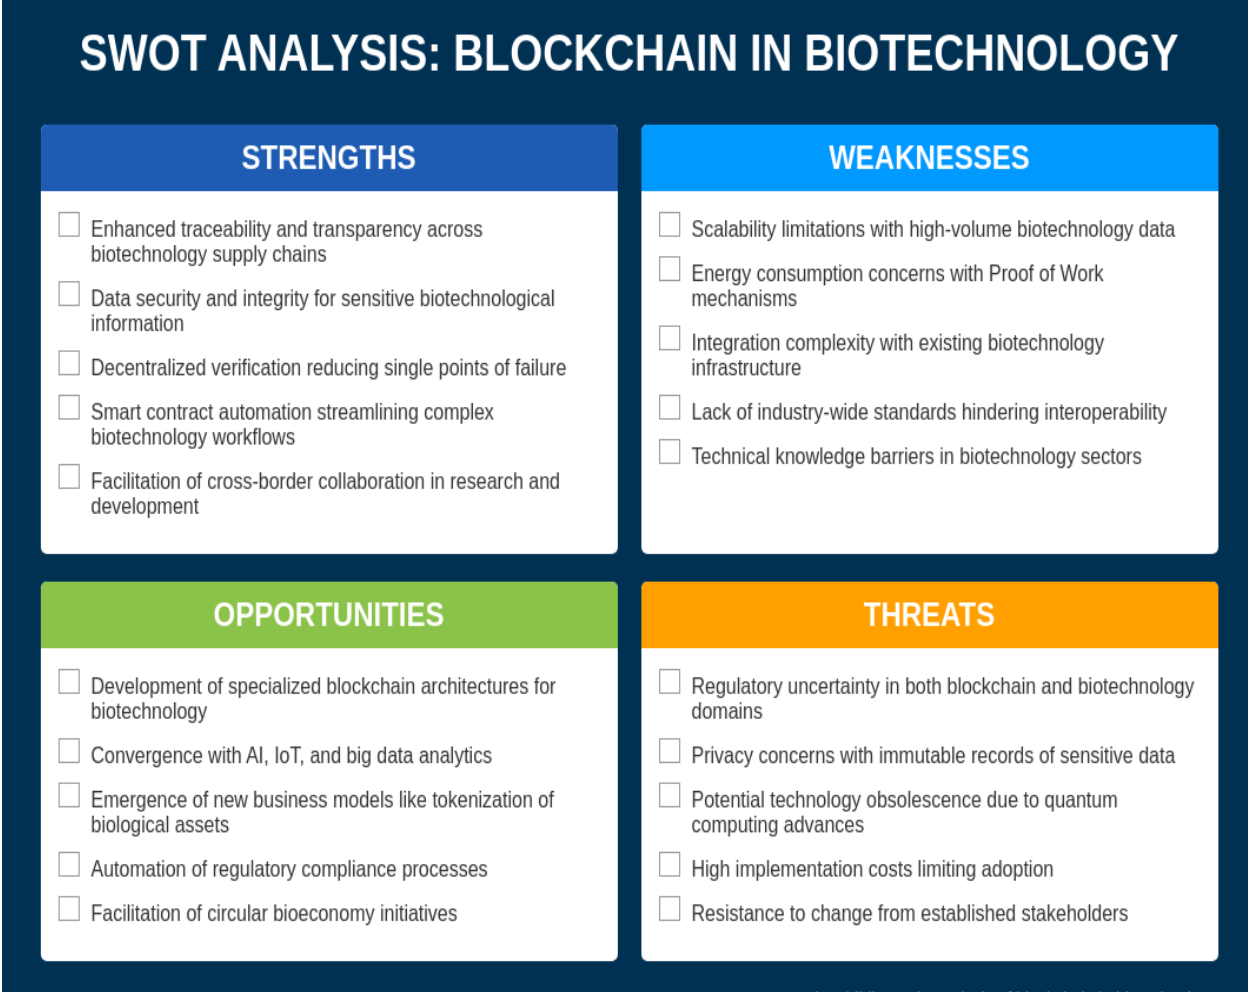 SWOT ANALYSIS: BLOCKCHAIN IN BIOTECHNOLOGY
STRENGTHS
Enhanced traceability and transparency across
biotechnology supply chains
Data security and integrity for sensitive biotechnological
information
Decentralized verification reducing single points of failure
Smart contract automation streamlining complex
biotechnology workflows
Facilitation of cross-border collaboration in research and
development
WEAKNESSES
Scalability limitations with high-volume biotechnology data
Energy consumption concerns with Proof of Work
mechanisms
Integration complexity with existing biotechnology
infrastructure
Lack of industry-wide standards hindering interoperability
Technical knowledge barriers in biotechnology sectors
OPPORTUNITIES
Development of specialized blockchain architectures for
biotechnology
Convergence with AI, IoT, and big data analytics
Emergence of new business models like tokenization of
biological assets
Automation of regulatory compliance processes
Facilitation of circular bioeconomy initiatives
THREATS
Regulatory uncertainty in both blockchain and biotechnology
domains
Privacy concerns with immutable records of sensitive data
Potential technology obsolescence due to quantum
computing advances
High implementation costs limiting adoption
Resistance to change from established stakeholders